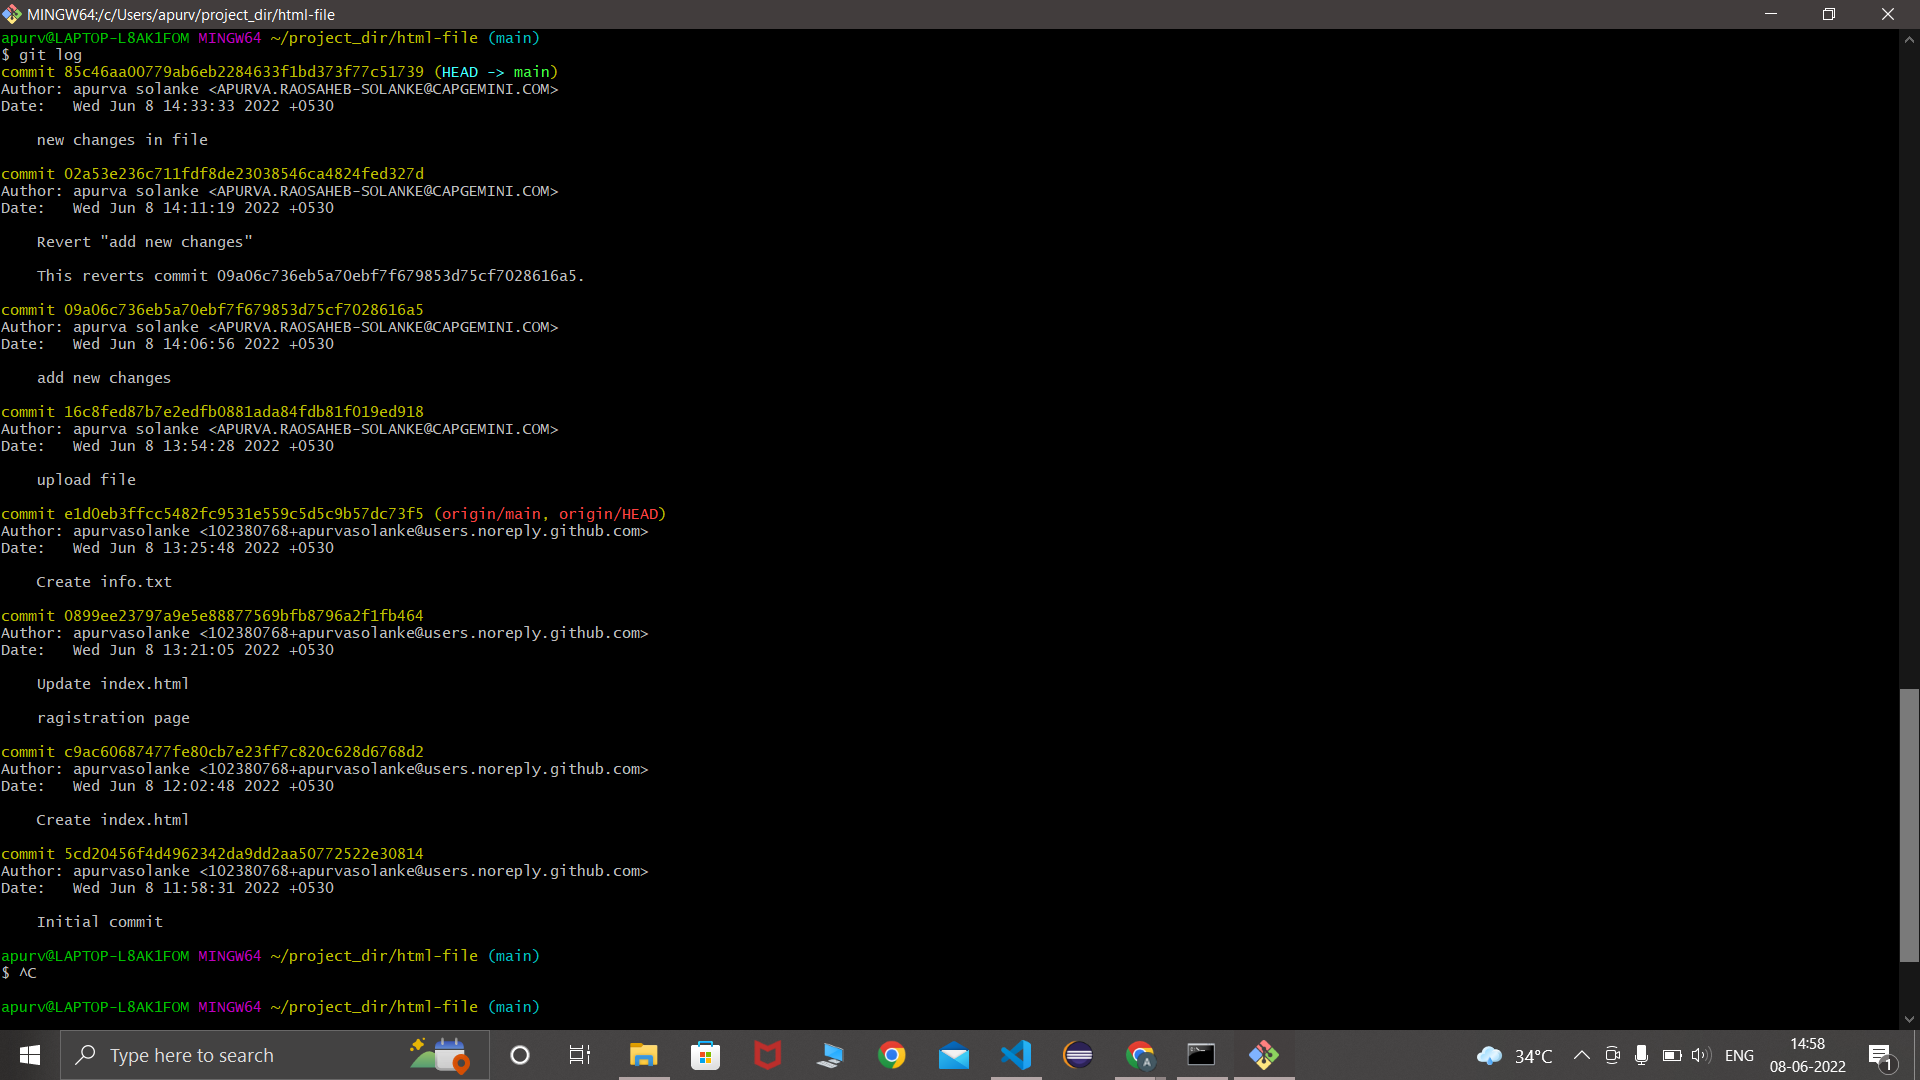 MINGW64:/c/Users/apurv/project_dir/html-file
apurv@LAPTOP-L8AK1FOM MINGW64 ~/project_dir/html-file (main)
$ git log
commit 85c46aa00779ab6eb2284633f1bd373f77c51739 (HEAD -> main)
Author: apurva solanke <APURVA.RAOSAHEB-SOLANKE@CAPGEMINI.COM>
Date:   Wed Jun 8 14:33:33 2022 +0530
new changes in file
commit 02a53e236c711fdf8de23038546ca4824fed327d
Author: apurva solanke <APURVA.RAOSAHEB-SOLANKE@CAPGEMINI.COM>
Date:   Wed Jun 8 14:11:19 2022 +0530
Revert "add new changes"
This reverts commit 09a06c736eb5a70ebf7f679853d75cf7028616a5.
commit 09a06c736eb5a70ebf7f679853d75cf7028616a5
Author: apurva solanke <APURVA.RAOSAHEB-SOLANKE@CAPGEMINI.COM>
Date:   Wed Jun 8 14:06:56 2022 +0530
add new changes
commit 16c8fed87b7e2edfb0881ada84fdb81f019ed918
Author: apurva solanke <APURVA.RAOSAHEB-SOLANKE@CAPGEMINI.COM>
Date:   Wed Jun 8 13:54:28 2022 +0530
upload file
commit e1d0eb3ffcc5482fc9531e559c5d5c9b57dc73f5 (origin/main, origin/HEAD)
Author: apurvasolanke <102380768+apurvasolanke@users.noreply.github.com>
Date:   Wed Jun 8 13:25:48 2022 +0530
Create info.txt
commit 0899ee23797a9e5e88877569bfb8796a2f1fb464
Author: apurvasolanke <102380768+apurvasolanke@users.noreply.github.com>
Date:   Wed Jun 8 13:21:05 2022 +0530
Update index.html
ragistration page
commit c9ac60687477fe80cb7e23ff7c820c628d6768d2
Author: apurvasolanke <102380768+apurvasolanke@users.noreply.github.com>
Date:   Wed Jun 8 12:02:48 2022 +0530
Create index.html
commit 5cd20456f4d4962342da9dd2aa50772522e30814
Author: apurvasolanke <102380768+apurvasolanke@users.noreply.github.com>
Date:   Wed Jun 8 11:58:31 2022 +0530
Initial commit
apurv@LAPTOP-L8AK1FOM MINGW64 ~/project_dir/html-file (main)
$ ^C
apurv@LAPTOP-L8AK1FOM MINGW64 ~/project_dir/html-file (main)
Type here to search
A
34°C
ENG
14:58
08-06-2022
1